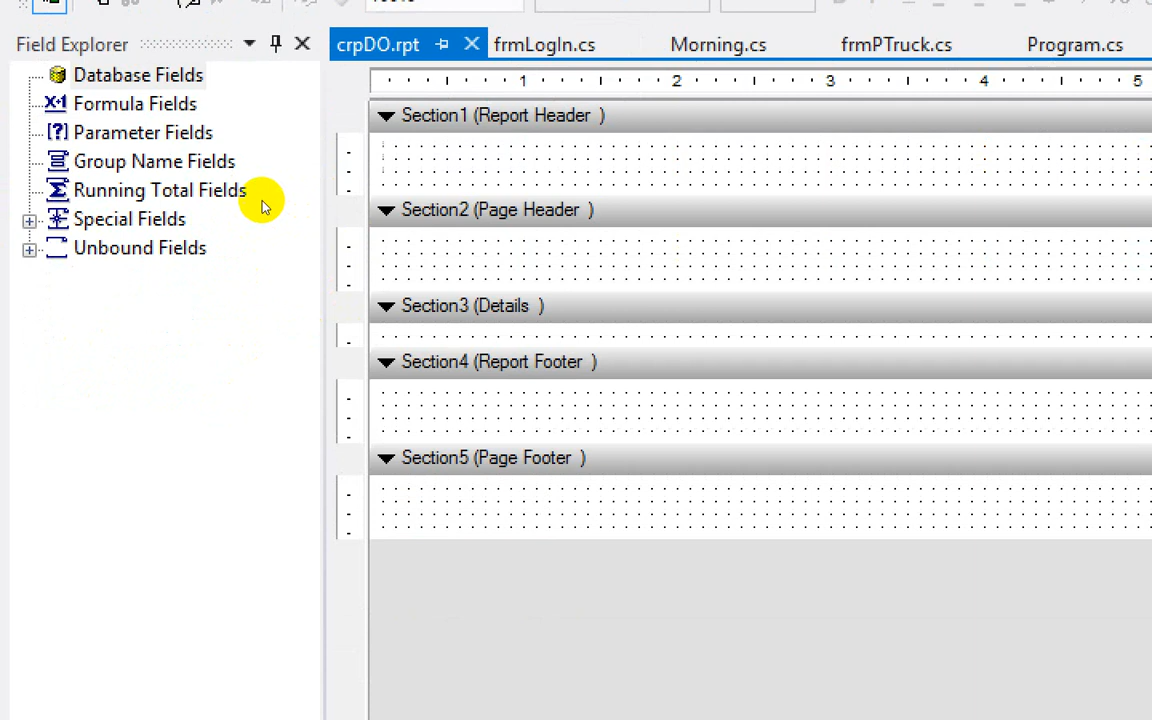 Field Explorer
crpDO.rpt frmLogIn.cs Morning.cs frmPTruck.cs Program.cs
Database Fields
Formula Fields
Parameter Fields
Group Name Fields
Running Total Fields
Special Fields
Unbound Fields
1 2 3 4 5
Section1 (Report Header )
Section2 (Page Header )
Section3 (Details )
Section4 (Report Footer )
Section5 (Page Footer )